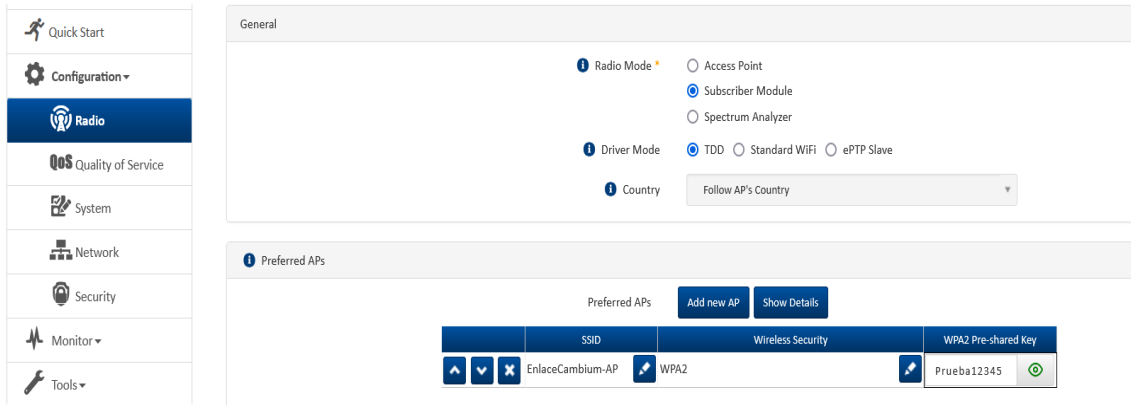 Quick Start
Configuration
Radio
QoS Quality of Service
System
Network
Security
Monitor
Tools
General
Radio Mode *
Access Point
Subscriber Module
Spectrum Analyzer
Driver Mode TDD Standard WiFi ePTP Slave
Country Follow AP's Country
Preferred APs
Preferred APs Add new AP Show Details
SSID Wireless Security WPA2 Pre-shared Key
EnlaceCambium-AP WPA2 Prueba12345